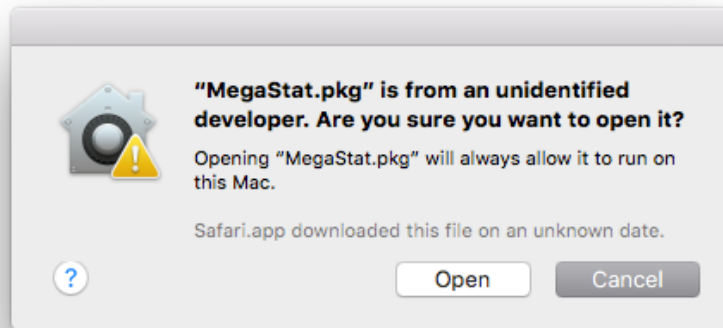 “MegaStat.pkg” is from an unidentified
developer. Are you sure you want to open it?
Opening “MegaStat.pkg” will always allow it to run on
this Mac.
Safari.app downloaded this file on an unknown date.
?
Open
Cancel